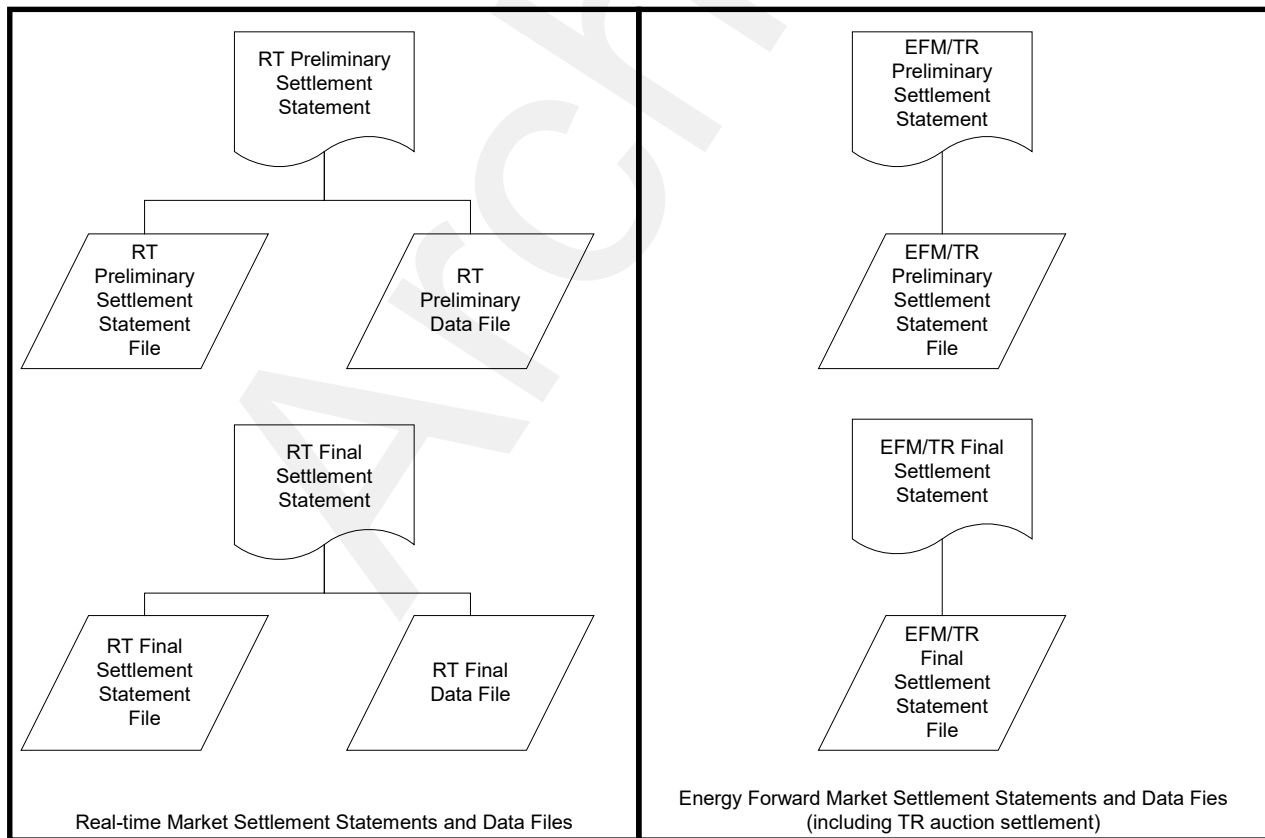 RT Preliminary
Settlement
Statement
RT
Preliminary
Settlement
Statement
File
RT
Preliminary
Data File
RT Final
Settlement
Statement
RT Final
Settlement
Statement
File
RT Final
Data File
Real-time Market Settlement Statements and Data Files
EFM/TR
Preliminary
Settlement
Statement
EFM/TR
Preliminary
Settlement
Statement
File
EFM/TR Final
Settlement
Statement
EFM/TR
Final
Settlement
Statement
File
Energy Forward Market Settlement Statements and Data Fies
(including TR auction settlement)
Arch